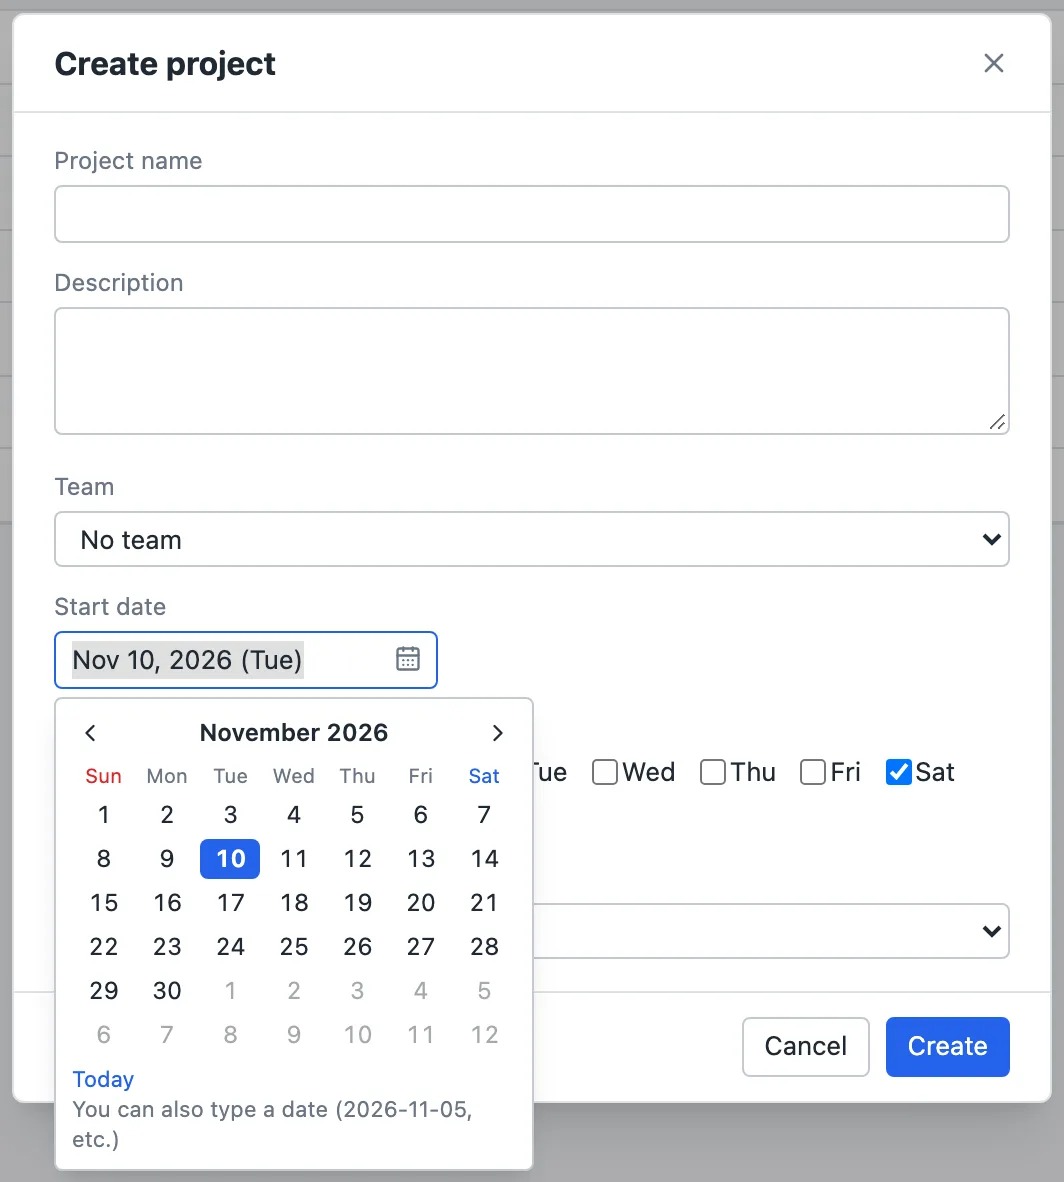 Create project
Project name
Description
Team
No team
Start date
Nov 10, 2026 (Tue)
November 2026
Sun Mon Tue Wed Thu Fri Sat
1 2 3 4 5 6 7
8 9 10 11 12 13 14
15 16 17 18 19 20 21
22 23 24 25 26 27 28
29 30 1 2 3 4 5
6 7 8 9 10 11 12
Today
You can also type a date (2026-11-05,
etc.)
Tue Wed Thu Fri Sat
Cancel Create